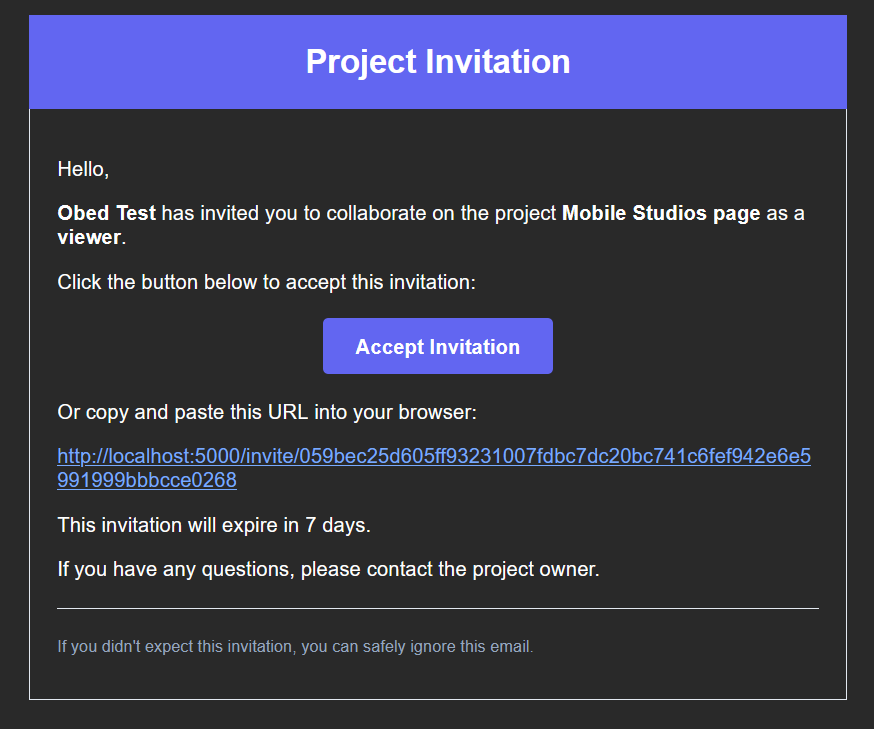 Project Invitation
Hello,
Obed Test has invited you to collaborate on the project Mobile Studios page as a
viewer.
Click the button below to accept this invitation:
Accept Invitation
Or copy and paste this URL into your browser:
http://localhost:5000/invite/059bec25d605ff93231007fdbc7dc20bc741c6fef942e6e5
991999bbbcce0268
This invitation will expire in 7 days.
If you have any questions, please contact the project owner.
If you didn't expect this invitation, you can safely ignore this email.